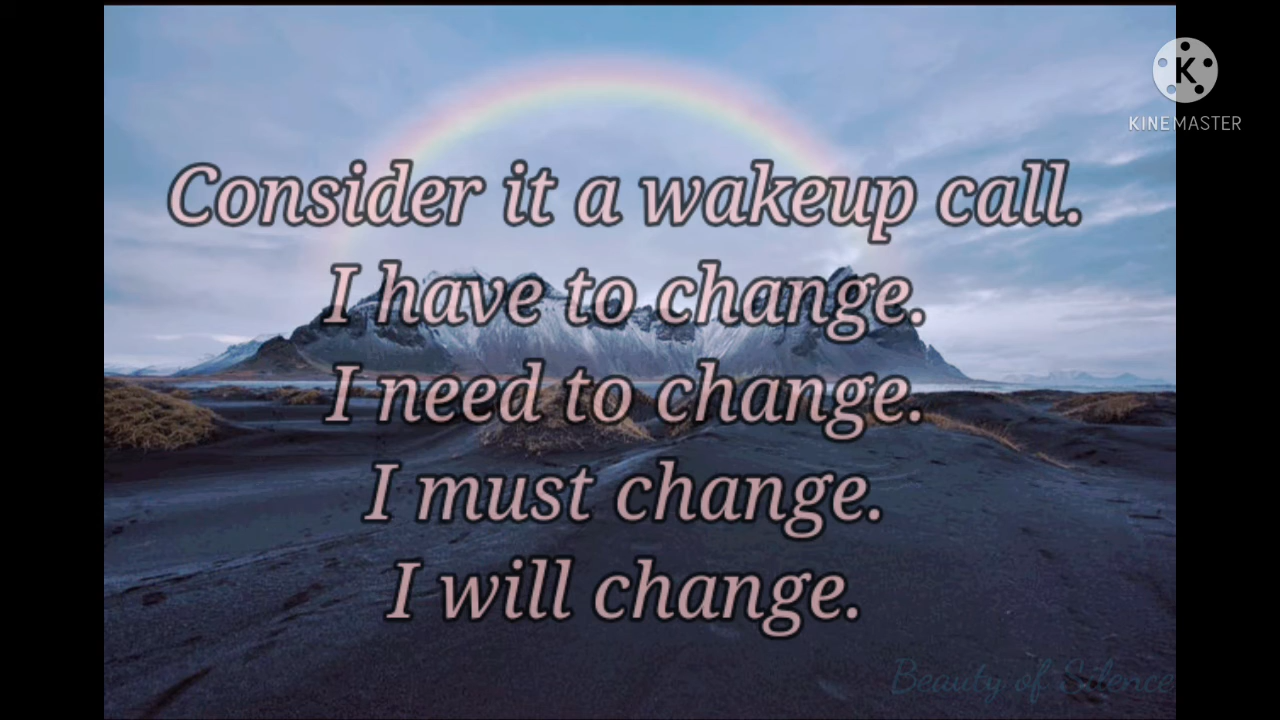 K
KINEMASTER
Consider it a wakeup call.
I have to change.
I need to change.
I must change.
I will change.
Beauty of Silence